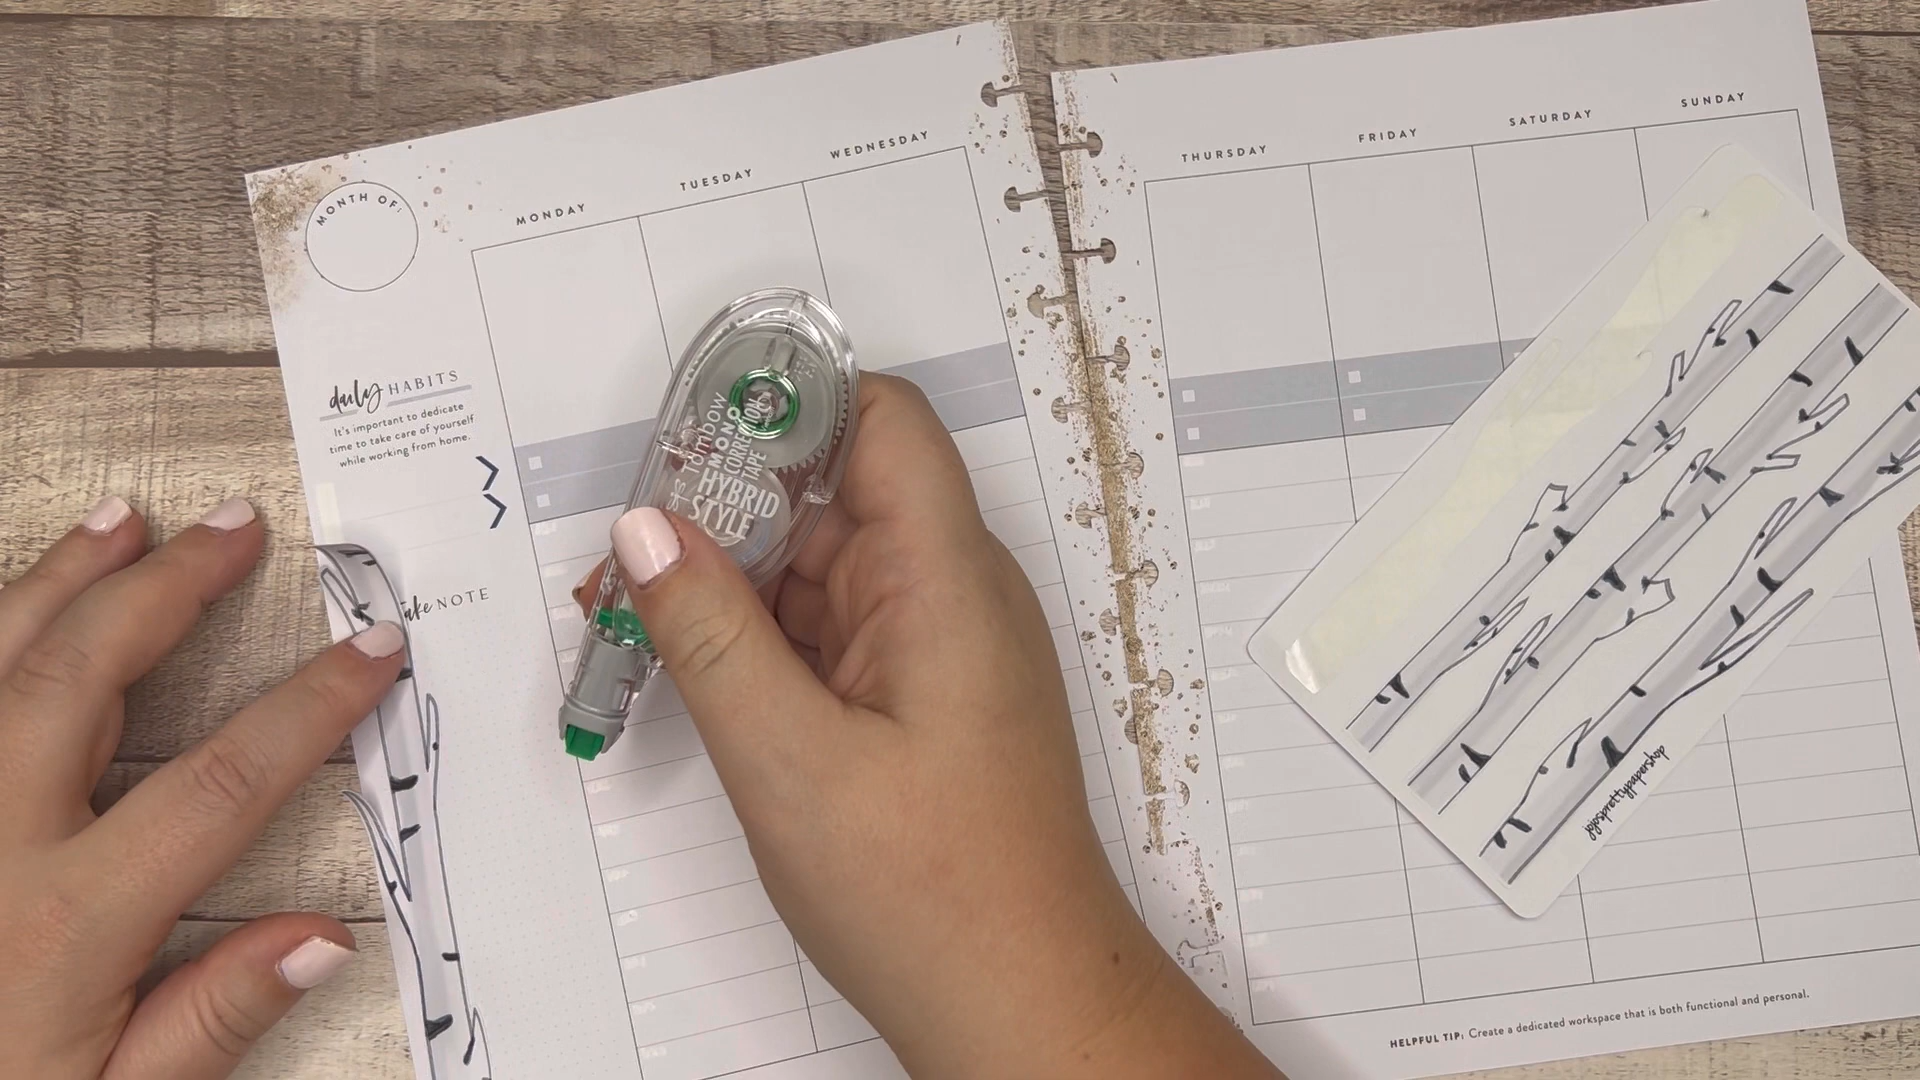 MONTH OF:
MONDAY
TUESDAY
WEDNESDAY
THURSDAY
FRIDAY
SATURDAY
SUNDAY
daily HABITS
It's important to dedicate
time to take care of yourself
while working from home.
take NOTE
Tombow
MONO
CORRECTION
TAPE
HYBRID
STYLE
jojosprettypapershop
HELPFUL TIP: Create a dedicated workspace that is both functional and personal.